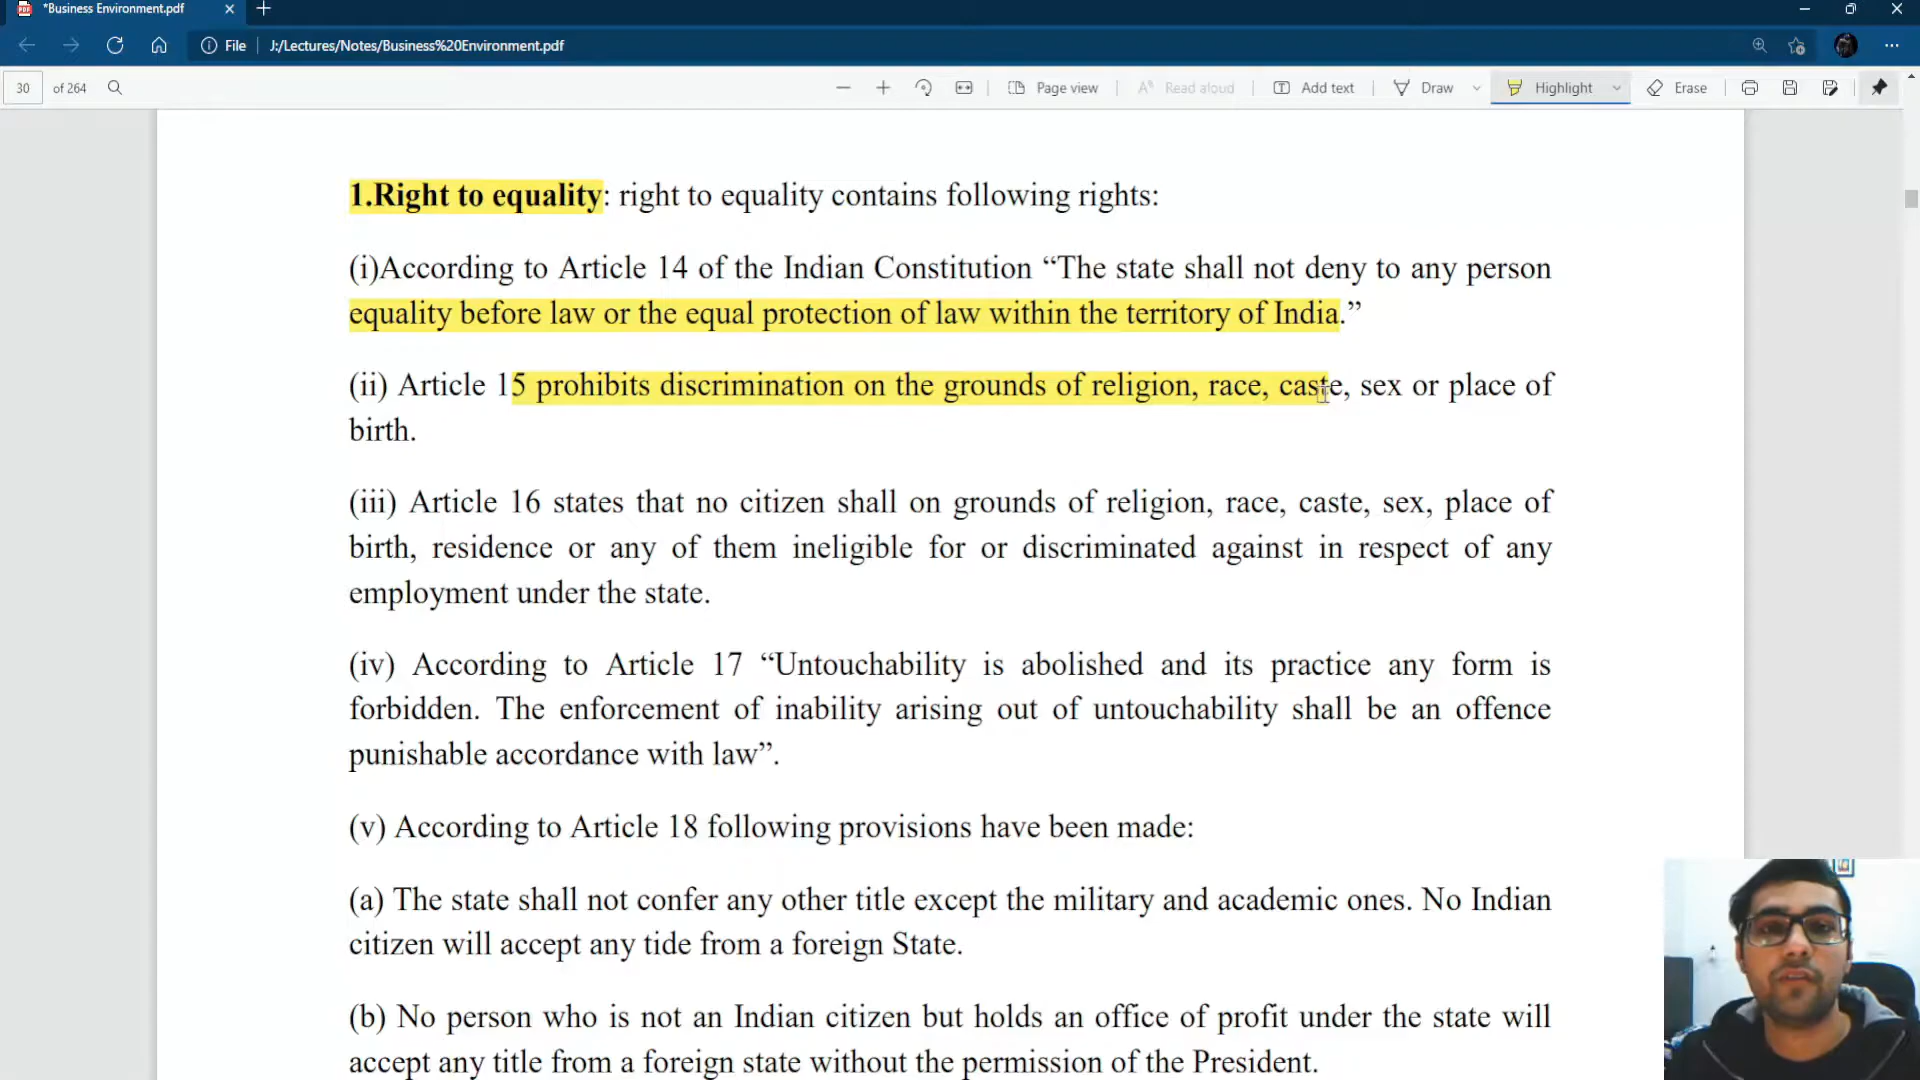 *Business Environment.pdf
File J:/Lectures/Notes/Business%20Environment.pdf
30 of 264 Page view Read aloud Add text Draw Highlight Erase
1.Right to equality: right to equality contains following rights:
(i)According to Article 14 of the Indian Constitution “The state shall not deny to any person
equality before law or the equal protection of law within the territory of India.”
(ii) Article 15 prohibits discrimination on the grounds of religion, race, caste, sex or place of
birth.
(iii) Article 16 states that no citizen shall on grounds of religion, race, caste, sex, place of
birth, residence or any of them ineligible for or discriminated against in respect of any
employment under the state.
(iv) According to Article 17 “Untouchability is abolished and its practice any form is
forbidden. The enforcement of inability arising out of untouchability shall be an offence
punishable accordance with law”.
(v) According to Article 18 following provisions have been made:
(a) The state shall not confer any other title except the military and academic ones. No Indian
citizen will accept any tide from a foreign State.
(b) No person who is not an Indian citizen but holds an office of profit under the state will
accept any title from a foreign state without the permission of the President.